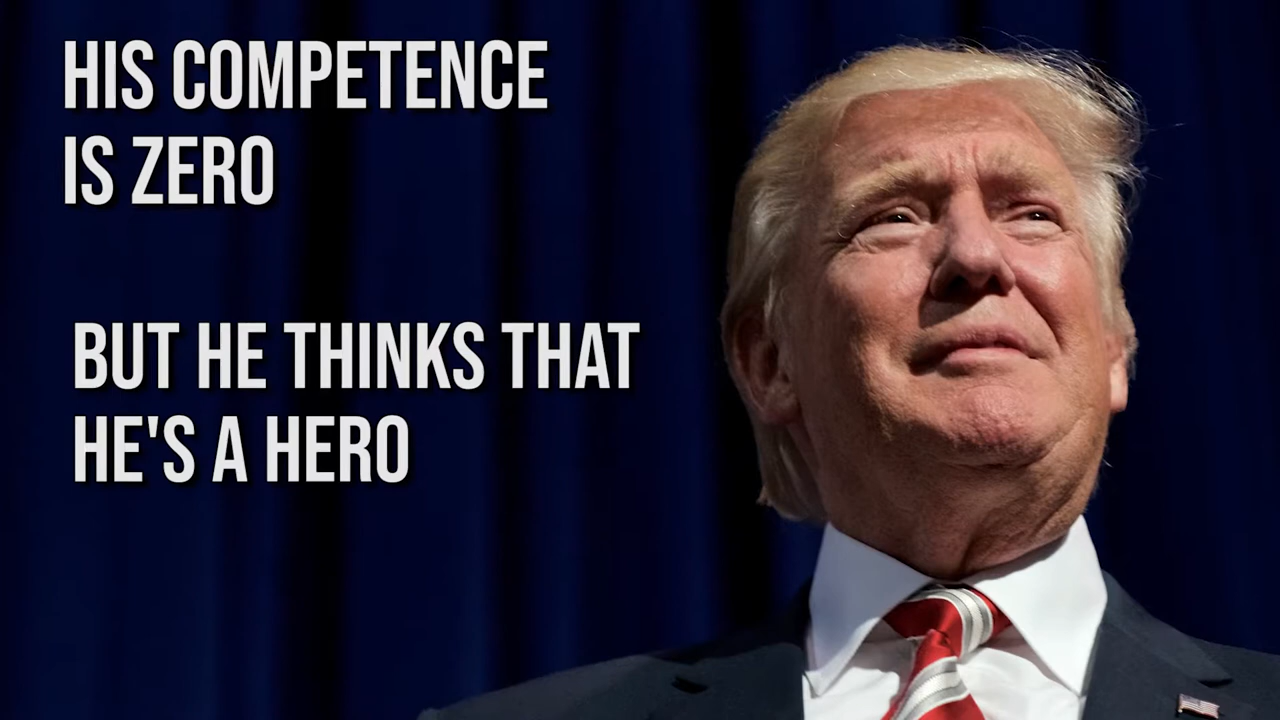 HIS COMPETENCE
IS ZERO
BUT HE THINKS THAT
HE'S A HERO